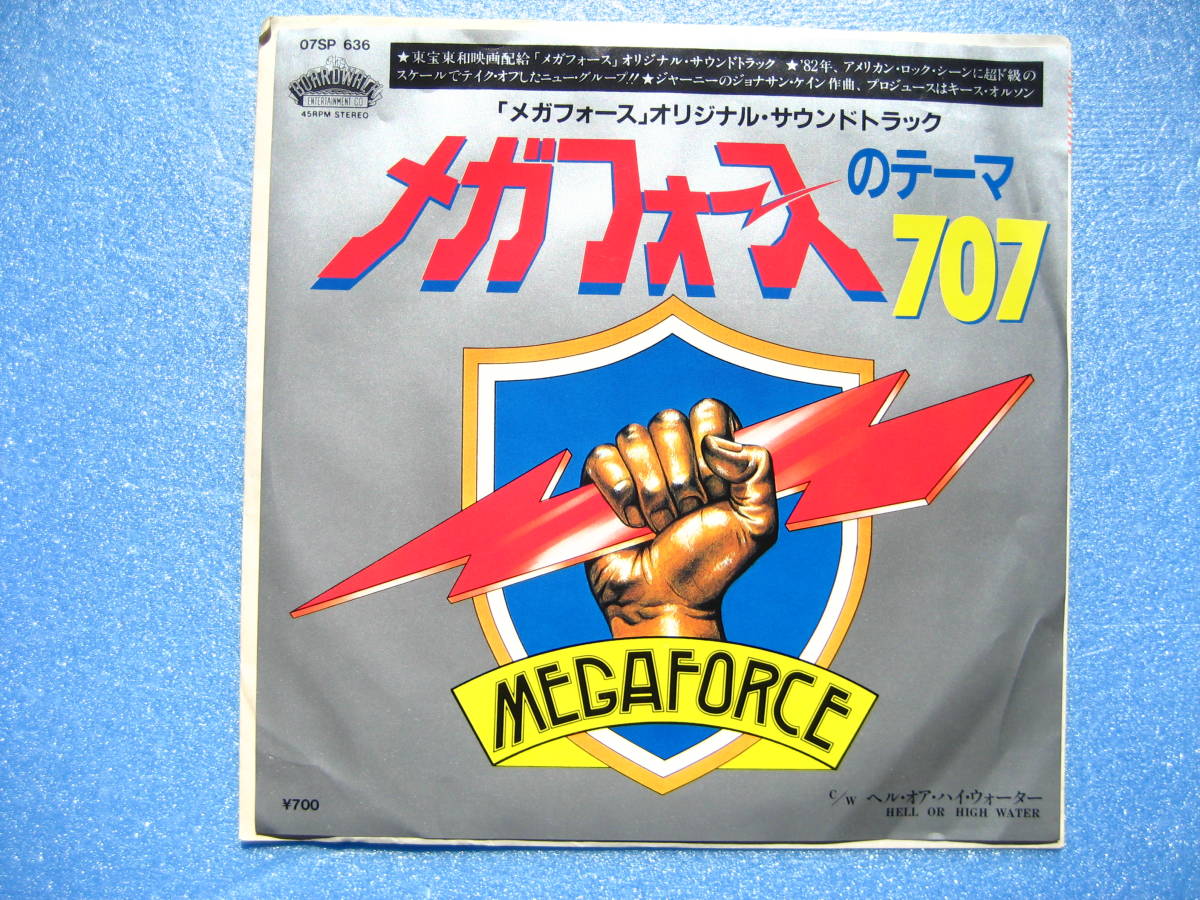 07SP 636
BOARDWALK
ENTERTAINMENT CO
45RPM STEREO
★東宝東和映画配給「メガフォース」オリジナル・サウンドトラック ★'82年、アメリカン・ロック・シーンに超ド級の
スケールでテイク・オフしたニュー・グループ!!★ジャーニーのジョナサン・ケイン作曲、プロジュースはキース・オルソン
「メガフォース」オリジナル・サウンドトラック
メガフォースのテーマ
707
MEGAFORCE
¥700
c/w ヘル・オア・ハイ・ウォーター
HELL OR HIGH WATER